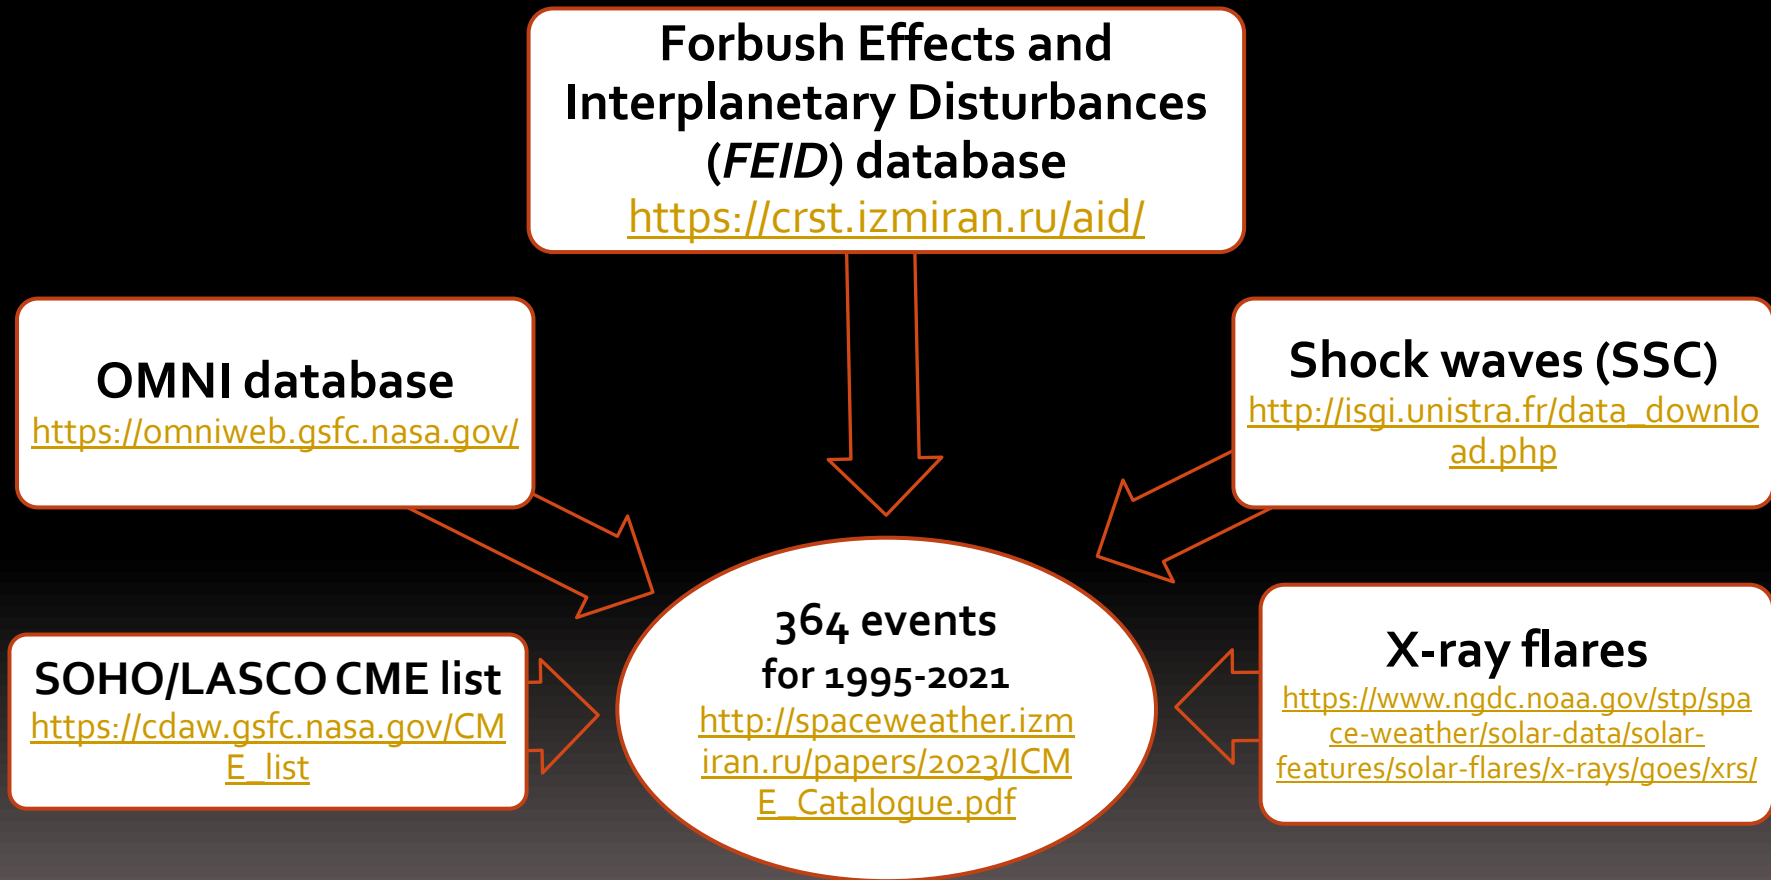 Forbush Effects and
Interplanetary Disturbances
(FEID) database
https://crst.izmiran.ru/aid/
OMNI database
https://omniweb.gsfc.nasa.gov/
Shock waves (SSC)
http://isgi.unistra.fr/data_downlo
ad.php
SOHO/LASCO CME list
https://cdaw.gsfc.nasa.gov/CM
E_list
364 events
for 1995-2021
http://spaceweather.izm
iran.ru/papers/2023/ICM
E_Catalogue.pdf
X-ray flares
https://www.ngdc.noaa.gov/stp/spa
ce-weather/solar-data/solar-
features/solar-flares/x-rays/goes/xrs/